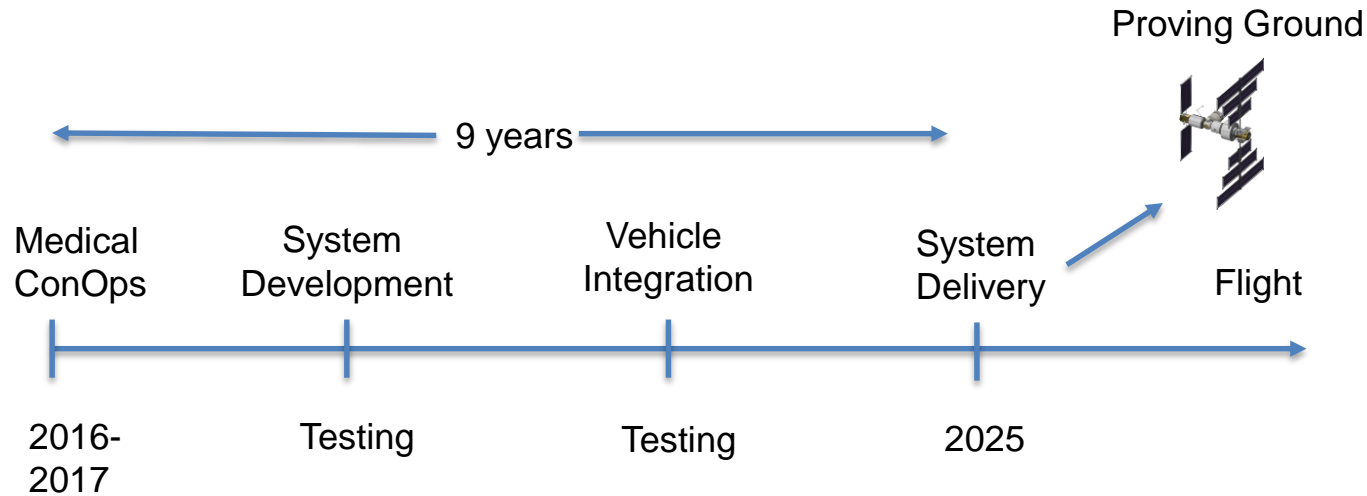 Proving Ground
9 years
Medical
ConOps
System
Development
Vehicle
Integration
System
Delivery
Flight
2016-
2017
Testing
Testing
2025